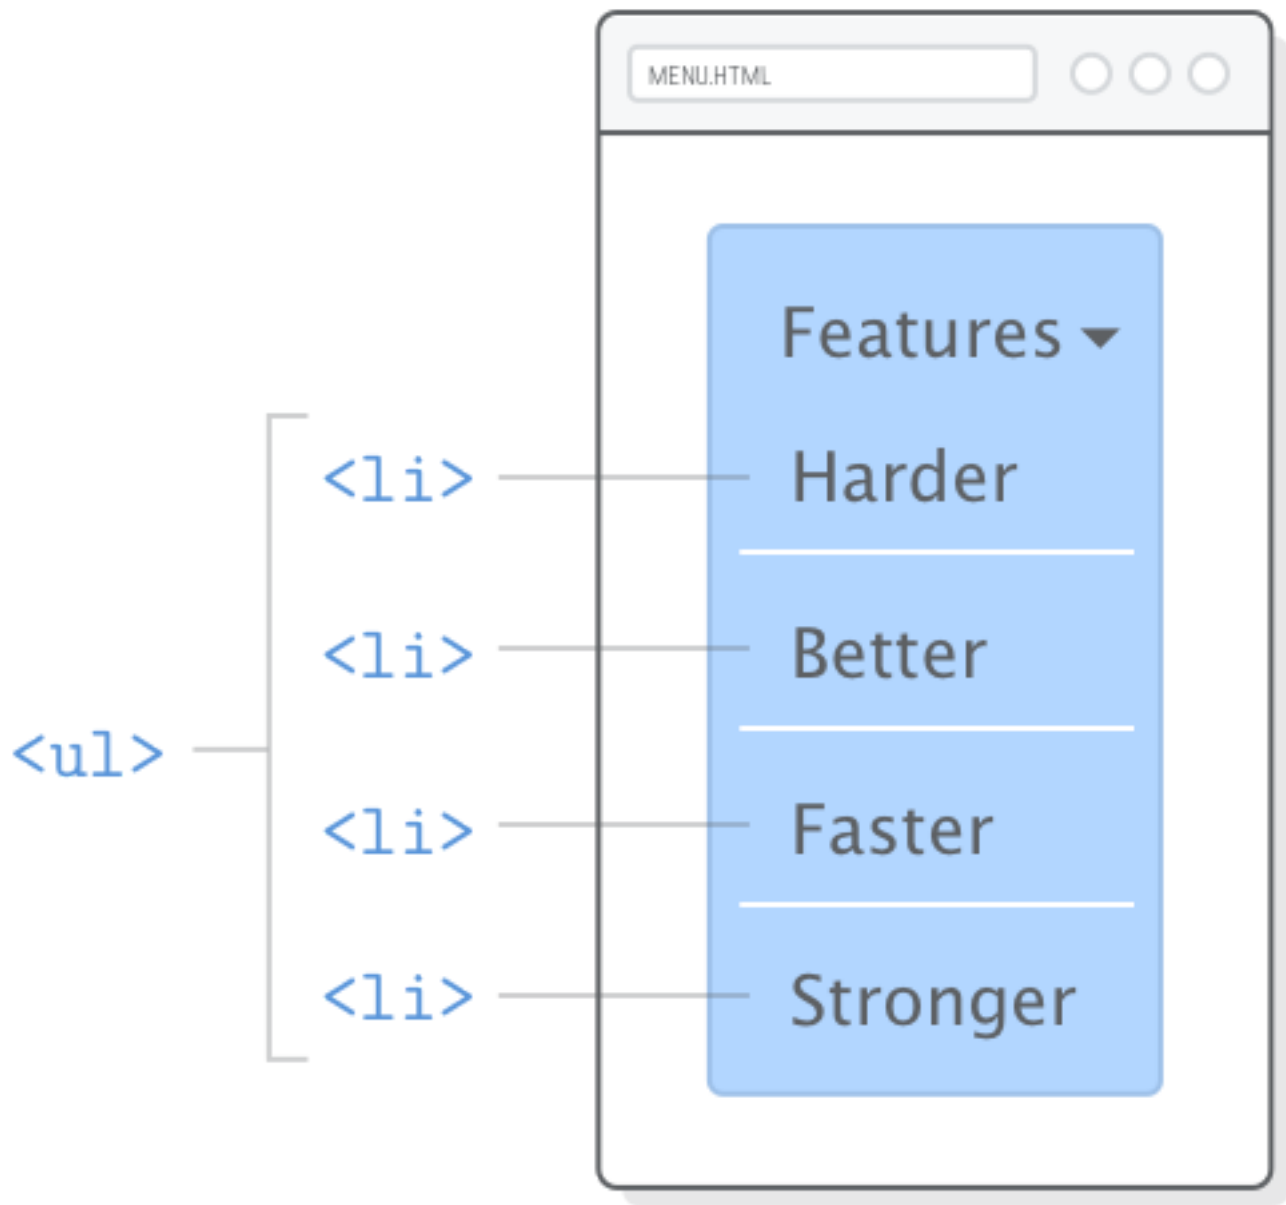 MENU.HTML
Features
<li> Harder
<li> Better
<ul>
<li> Faster
<li> Stronger